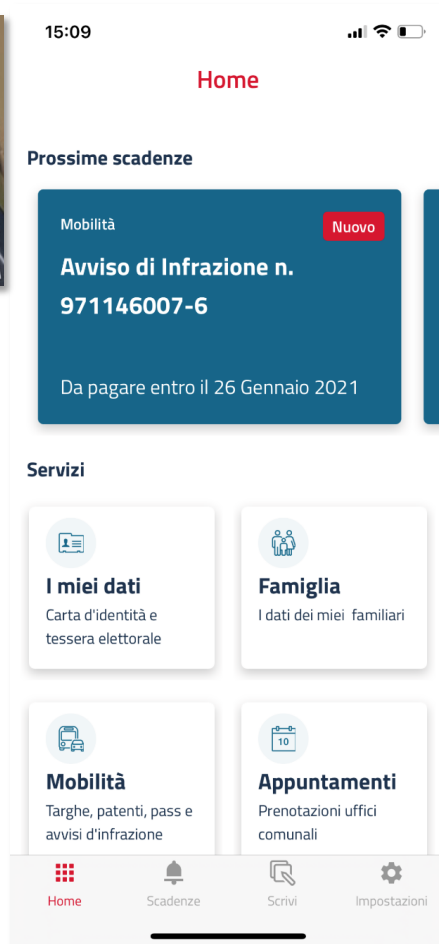 15:09
Home
Prossime scadenze
Mobilità
Nuovo
Avviso di Infrazione n.
971146007-6
Da pagare entro il 26 Gennaio 2021
Servizi
I miei dati
Carta d'identità e
tessera elettorale
Famiglia
I dati dei miei familiari
Mobilità
Targhe, patenti, pass e
avvisi d'infrazione
10
Appuntamenti
Prenotazioni uffici
comunali
Home
Scadenze
Scrivi
Impostazioni